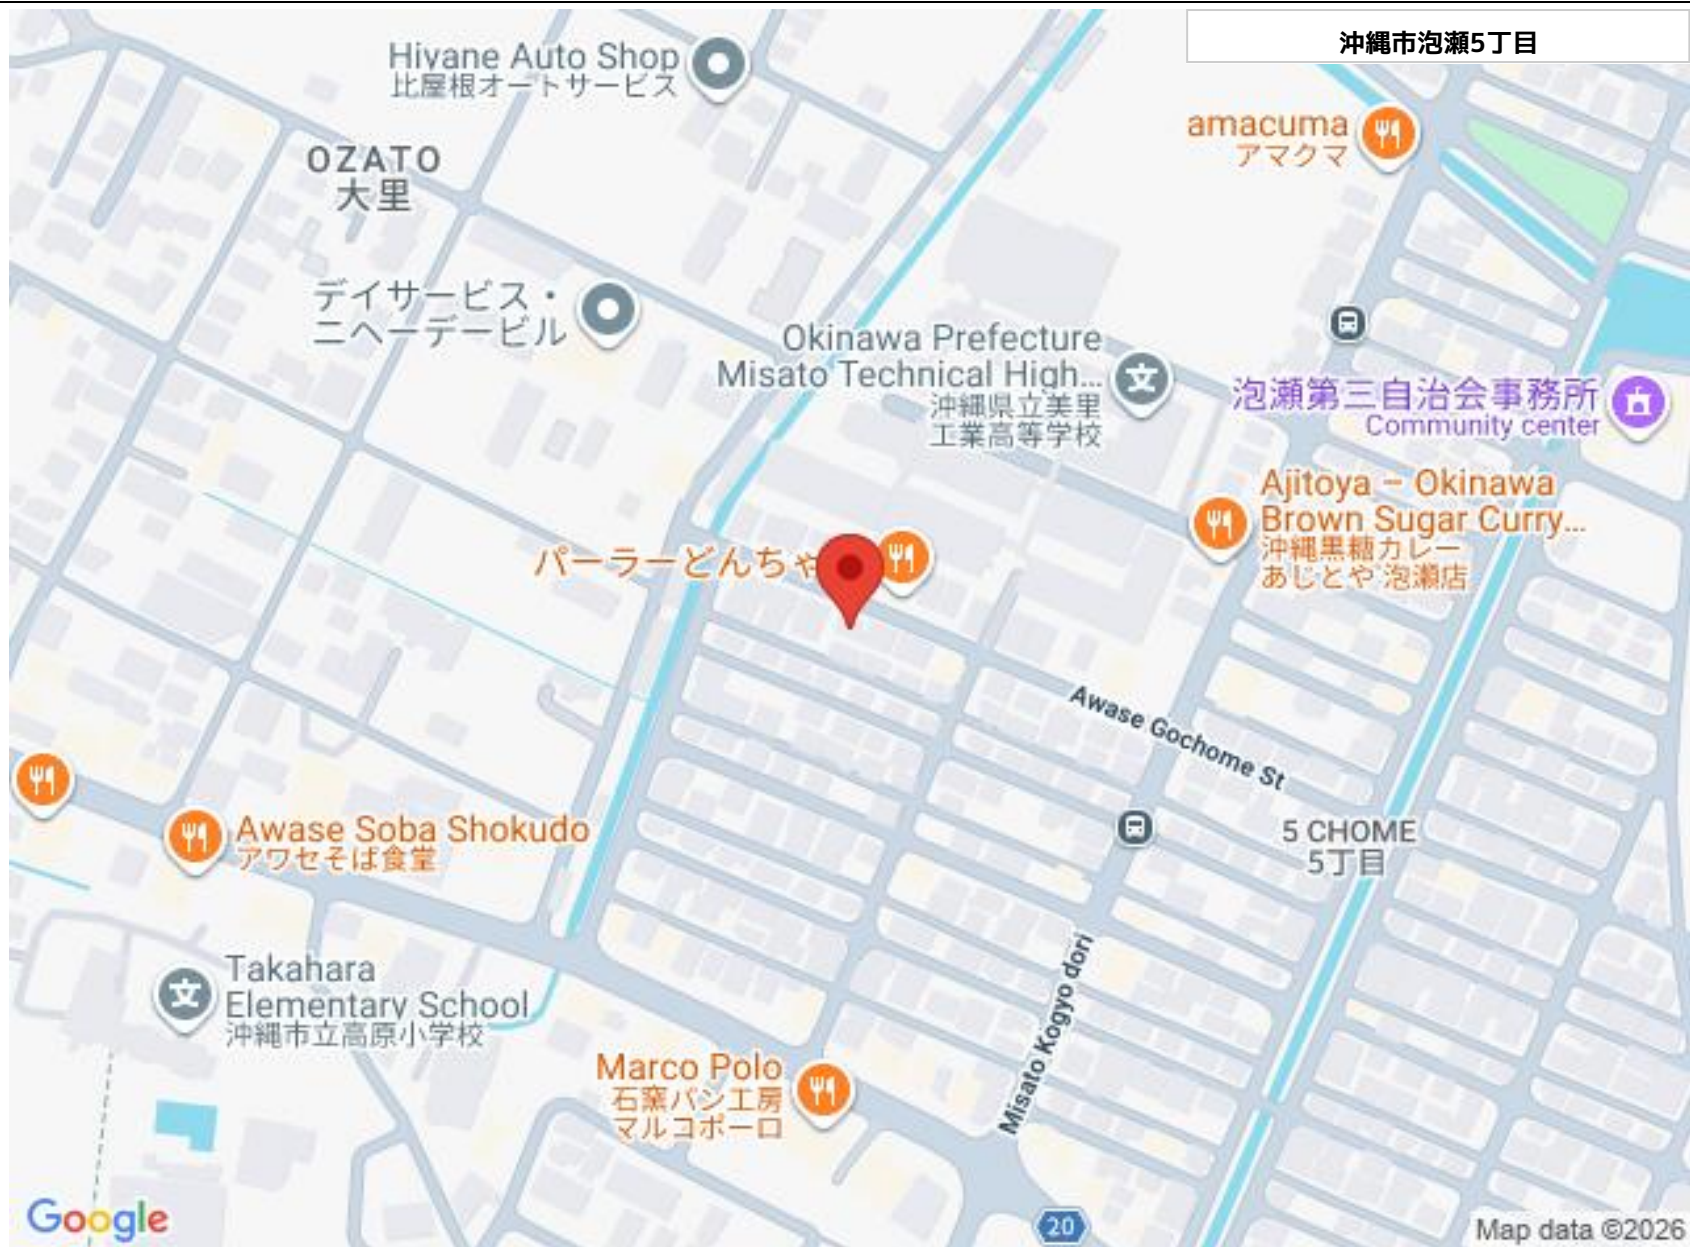 沖縄市泡瀬5丁目
Hiyane Auto Shop
比屋根オートサービス
amacuma
アマクマ
OZATO
大里
デイサービス・
ニヘーデービル
Okinawa Prefecture
Misato Technical High...
沖縄県立美里
工業高等学校
泡瀬第三自治会事務所
Community center
Ajitoya – Okinawa
Brown Sugar Curry...
沖縄黒糖カレー
あじとや 泡瀬店
パーラーどんちゃ
Awase Gochome St
5 CHOME
5丁目
Awase Soba Shokudo
アワセそば食堂
Takahara
Elementary School
沖縄市立高原小学校
Misato Kogyo dori
Marco Polo
石窯パン工房
マルコポーロ
20
Google
Map data ©2026